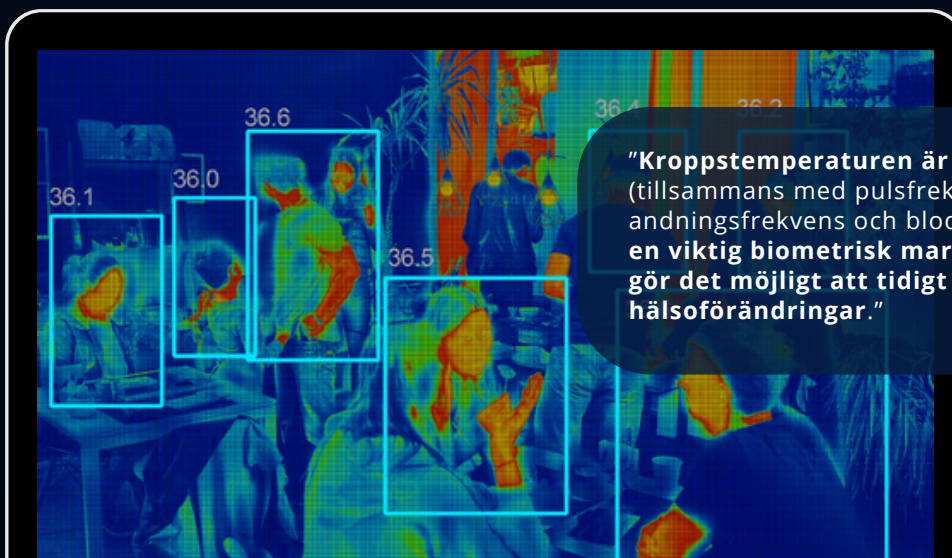 36.6
36.4
36.2
36.0
36.1
36.5
"Kroppstemperaturen är
(tillsammans med pulsfrek
andningsfrekvens och bloc
en viktig biometrisk mar
gör det möjligt att tidigt
hälsoförändringar."